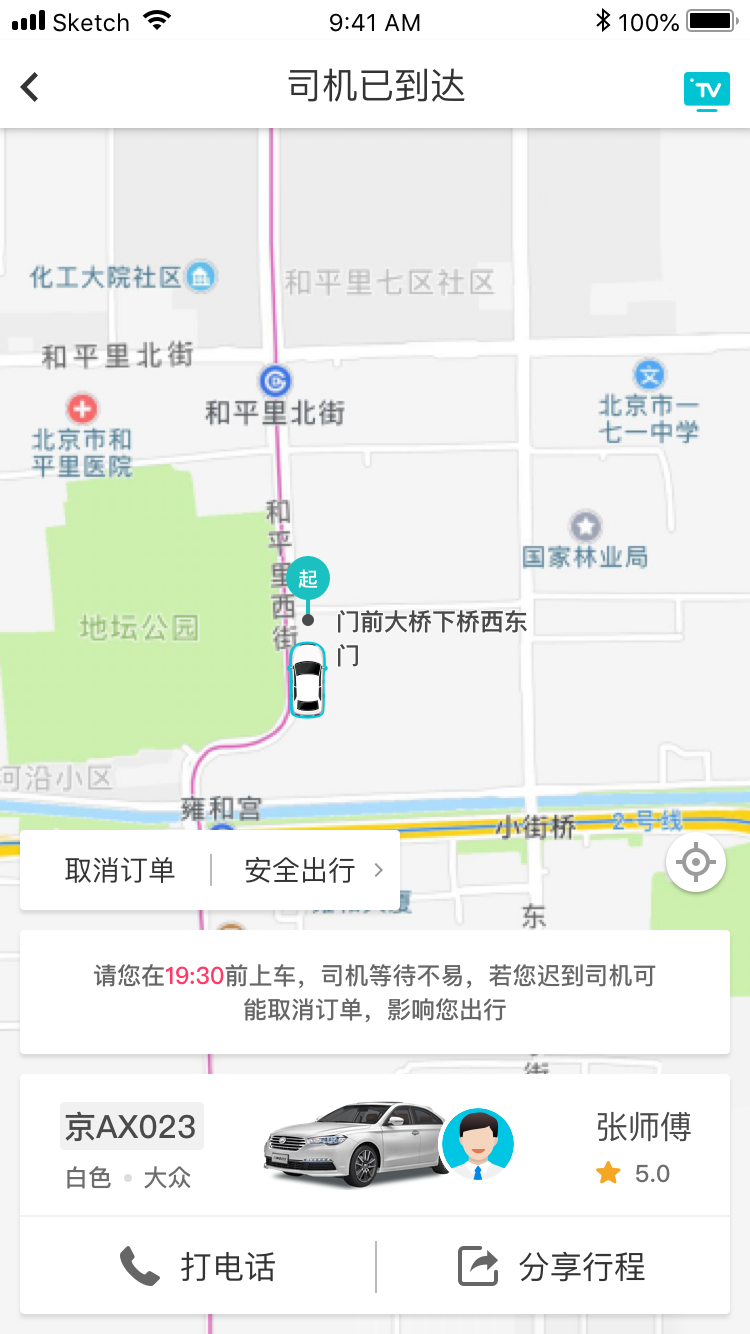 Sketch
9:41 AM
100%
司机已到达
TV
化工大院社区
和平里七区社区
和平里北街
和平里北街
北京市一
七一中学
北京市和
平里医院
和平里西街
国家林业局
起
地坛公园
门前大桥下桥西东
门
河沿小区
雍和宫
小街桥
2号线
取消订单
安全出行
东
请您在19:30前上车，司机等待不易，若您迟到司机可
能取消订单，影响您出行
京AX023
张师傅
白色
大众
5.0
打电话
分享行程